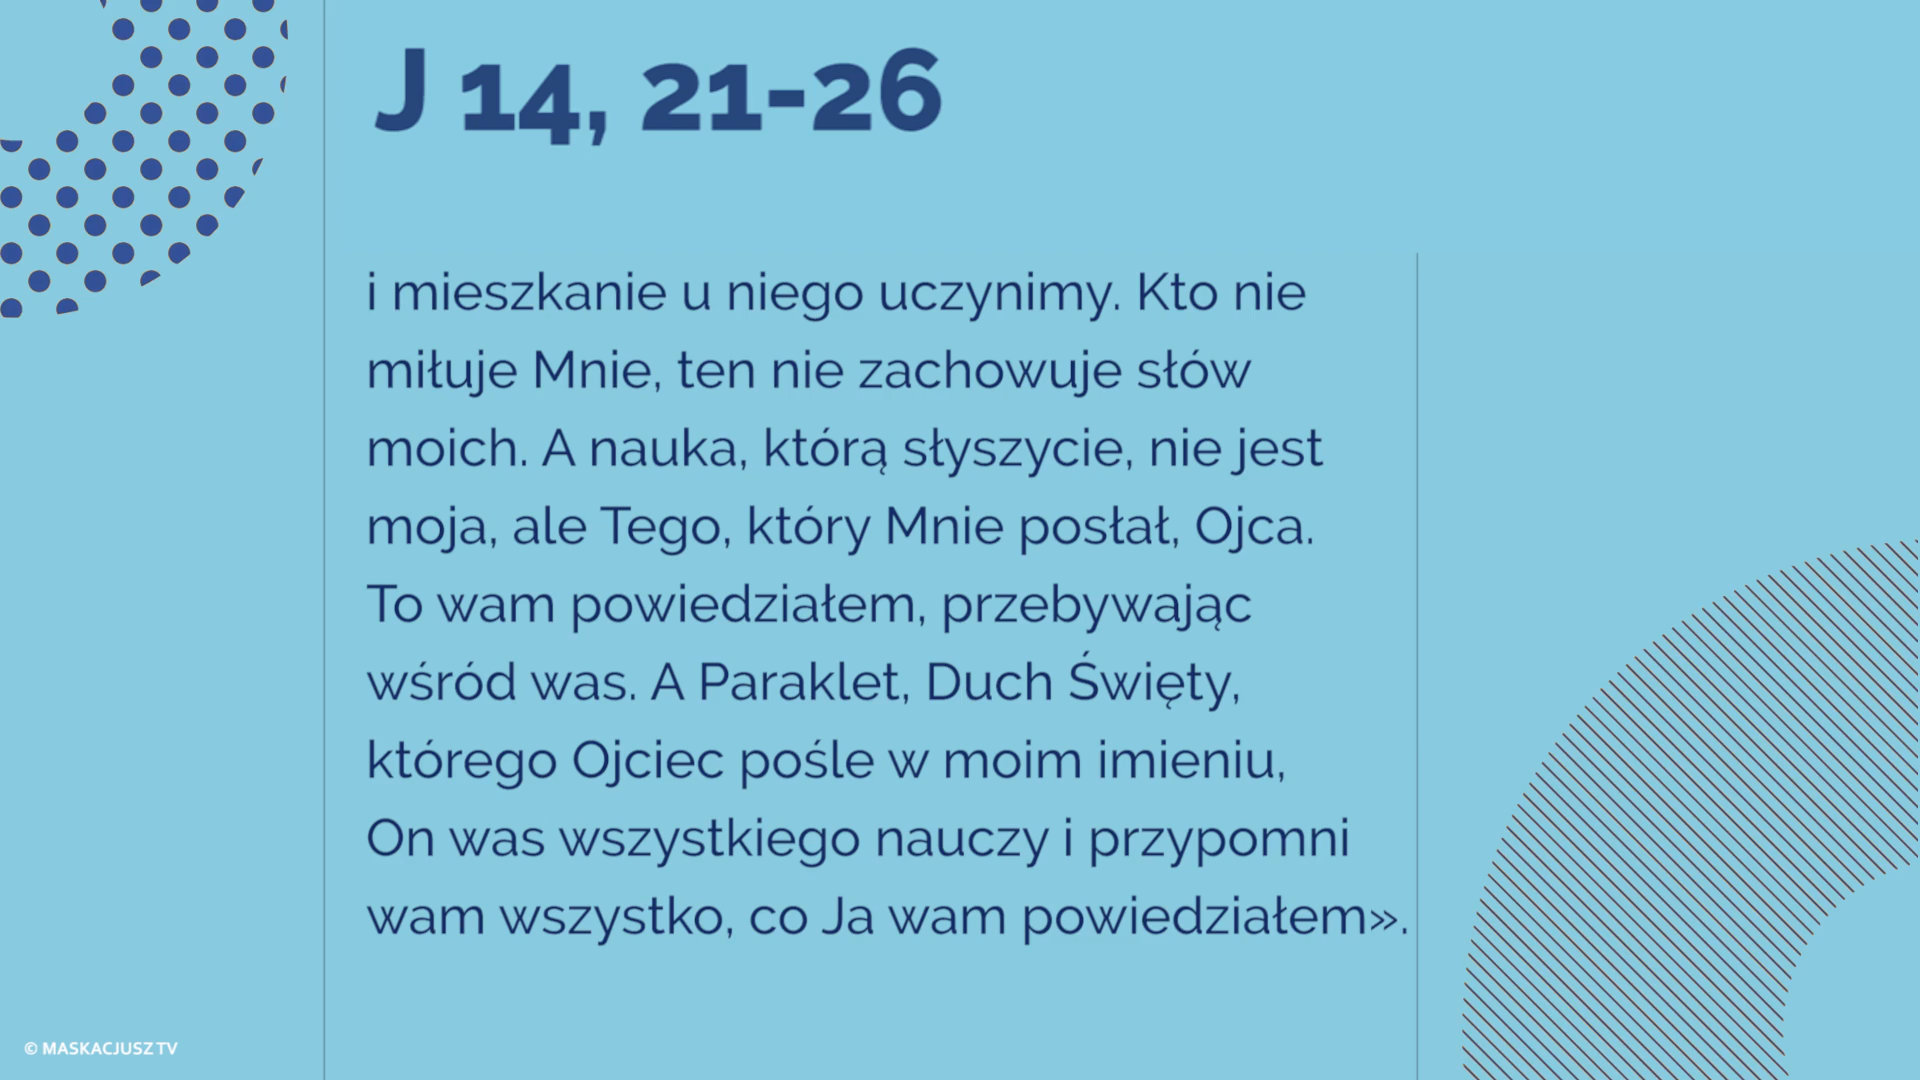 J 14, 21-26
i mieszkanie u niego uczynimy. Kto nie
miłuje Mnie, ten nie zachowuje słów
moich. A nauka, którą słyszycie, nie jest
moja, ale Tego, który Mnie posłał, Ojca.
To wam powiedziałem, przebywając
wśród was. A Paraklet, Duch Święty,
którego Ojciec pośle w moim imieniu,
On was wszystkiego nauczy i przypomni
wam wszystko, co Ja wam powiedziałem».
© MASKACJUSZ TV